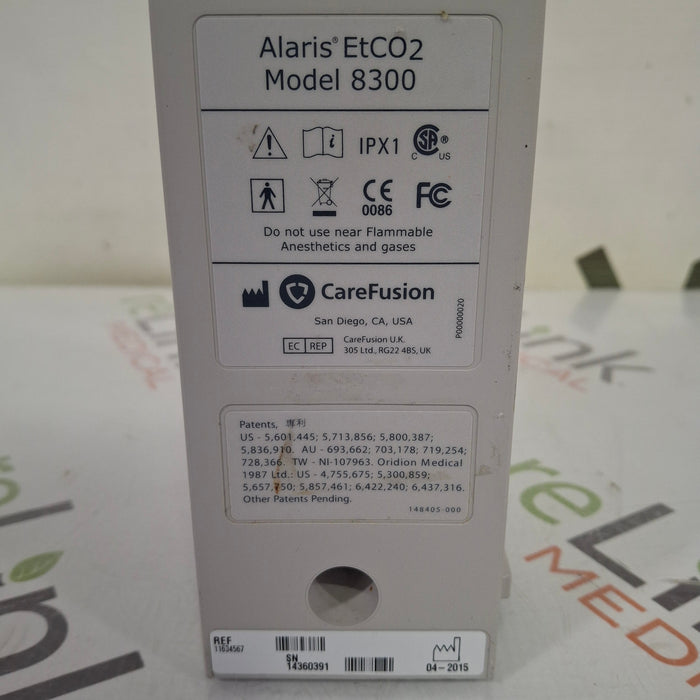 Alaris® EtCO2
Model 8300
IPX1
CSA®
C US
CE
0086
FC
Do not use near Flammable
Anesthetics and gases
CareFusion
San Diego, CA, USA
EC REP
CareFusion U.K.
305 Ltd., RG22 4BS, UK
P00000020
Patents, 專利
US - 5,601,445; 5,713,856; 5,800,387;
5,836,910. AU - 693,662; 703,178; 719,254;
728,366. TW - NI-107963. Oridion Medical
1987 Ltd.: US - 4,755,675; 5,300,859;
5,657,750; 5,857,461; 6,422,240; 6,437,316.
Other Patents Pending.
148405-000
REF
11634567
SN
14360391
04-2015
reLink
MEDICAL